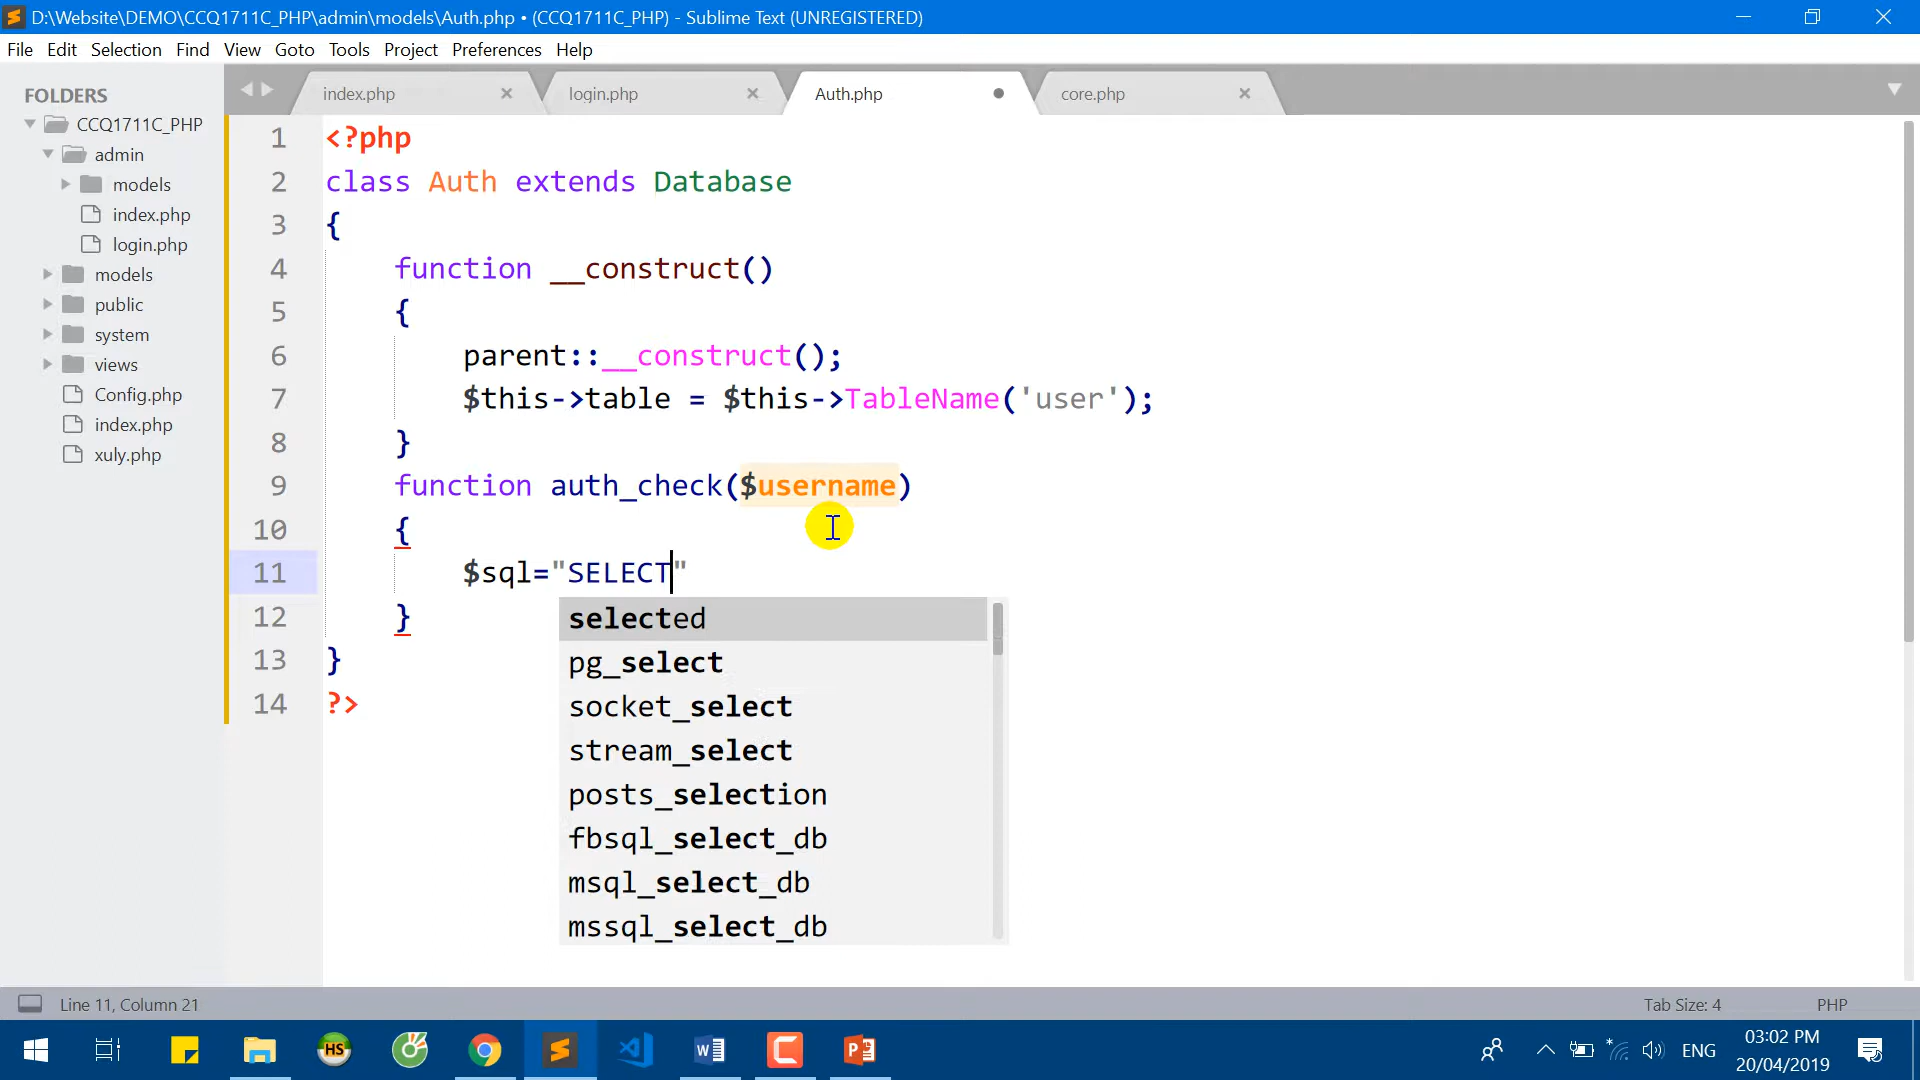 D:\Website\DEMO\CCQ1711C_PHP\admin\models\Auth.php • (CCQ1711C_PHP) - Sublime Text (UNREGISTERED)
File Edit Selection Find View Goto Tools Project Preferences Help
index.php login.php Auth.php core.php
FOLDERS
CCQ1711C_PHP
admin
models
index.php
login.php
models
public
system
views
Config.php
index.php
xuly.php
1 <?php
2 class Auth extends Database
3 {
4 function __construct()
5 {
6 parent::__construct();
7 $this->table = $this->TableName('user');
8 }
9 function auth_check($username)
10 {
11 $sql="SELECT"
12 }
13 }
14 ?>
selected
pg_select
socket_select
stream_select
posts_selection
fbsql_select_db
msql_select_db
mssql_select_db
Line 11, Column 21 Tab Size: 4 PHP
HS
ENG
03:02 PM
20/04/2019